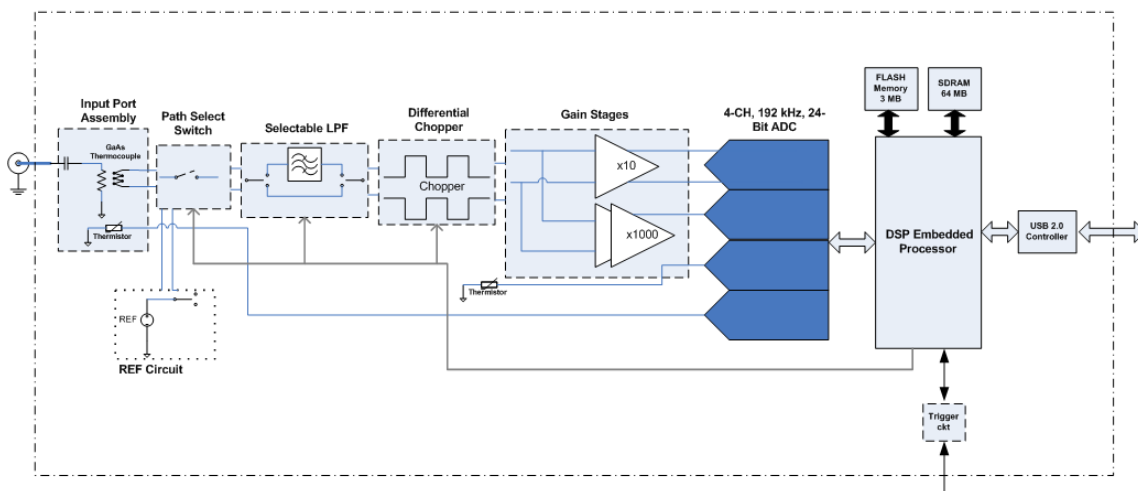 Input Port
Assembly
GaAs
Thermocouple
Thermistor
Path Select
Switch
REF
REF Circuit
Selectable LPF
Differential
Chopper
Chopper
Gain Stages
x10
x1000
Thermistor
4-CH, 192 kHz, 24-
Bit ADC
FLASH
Memory
3 MB
SDRAM
64 MB
DSP Embedded
Processor
USB 2.0
Controller
Trigger
ckt